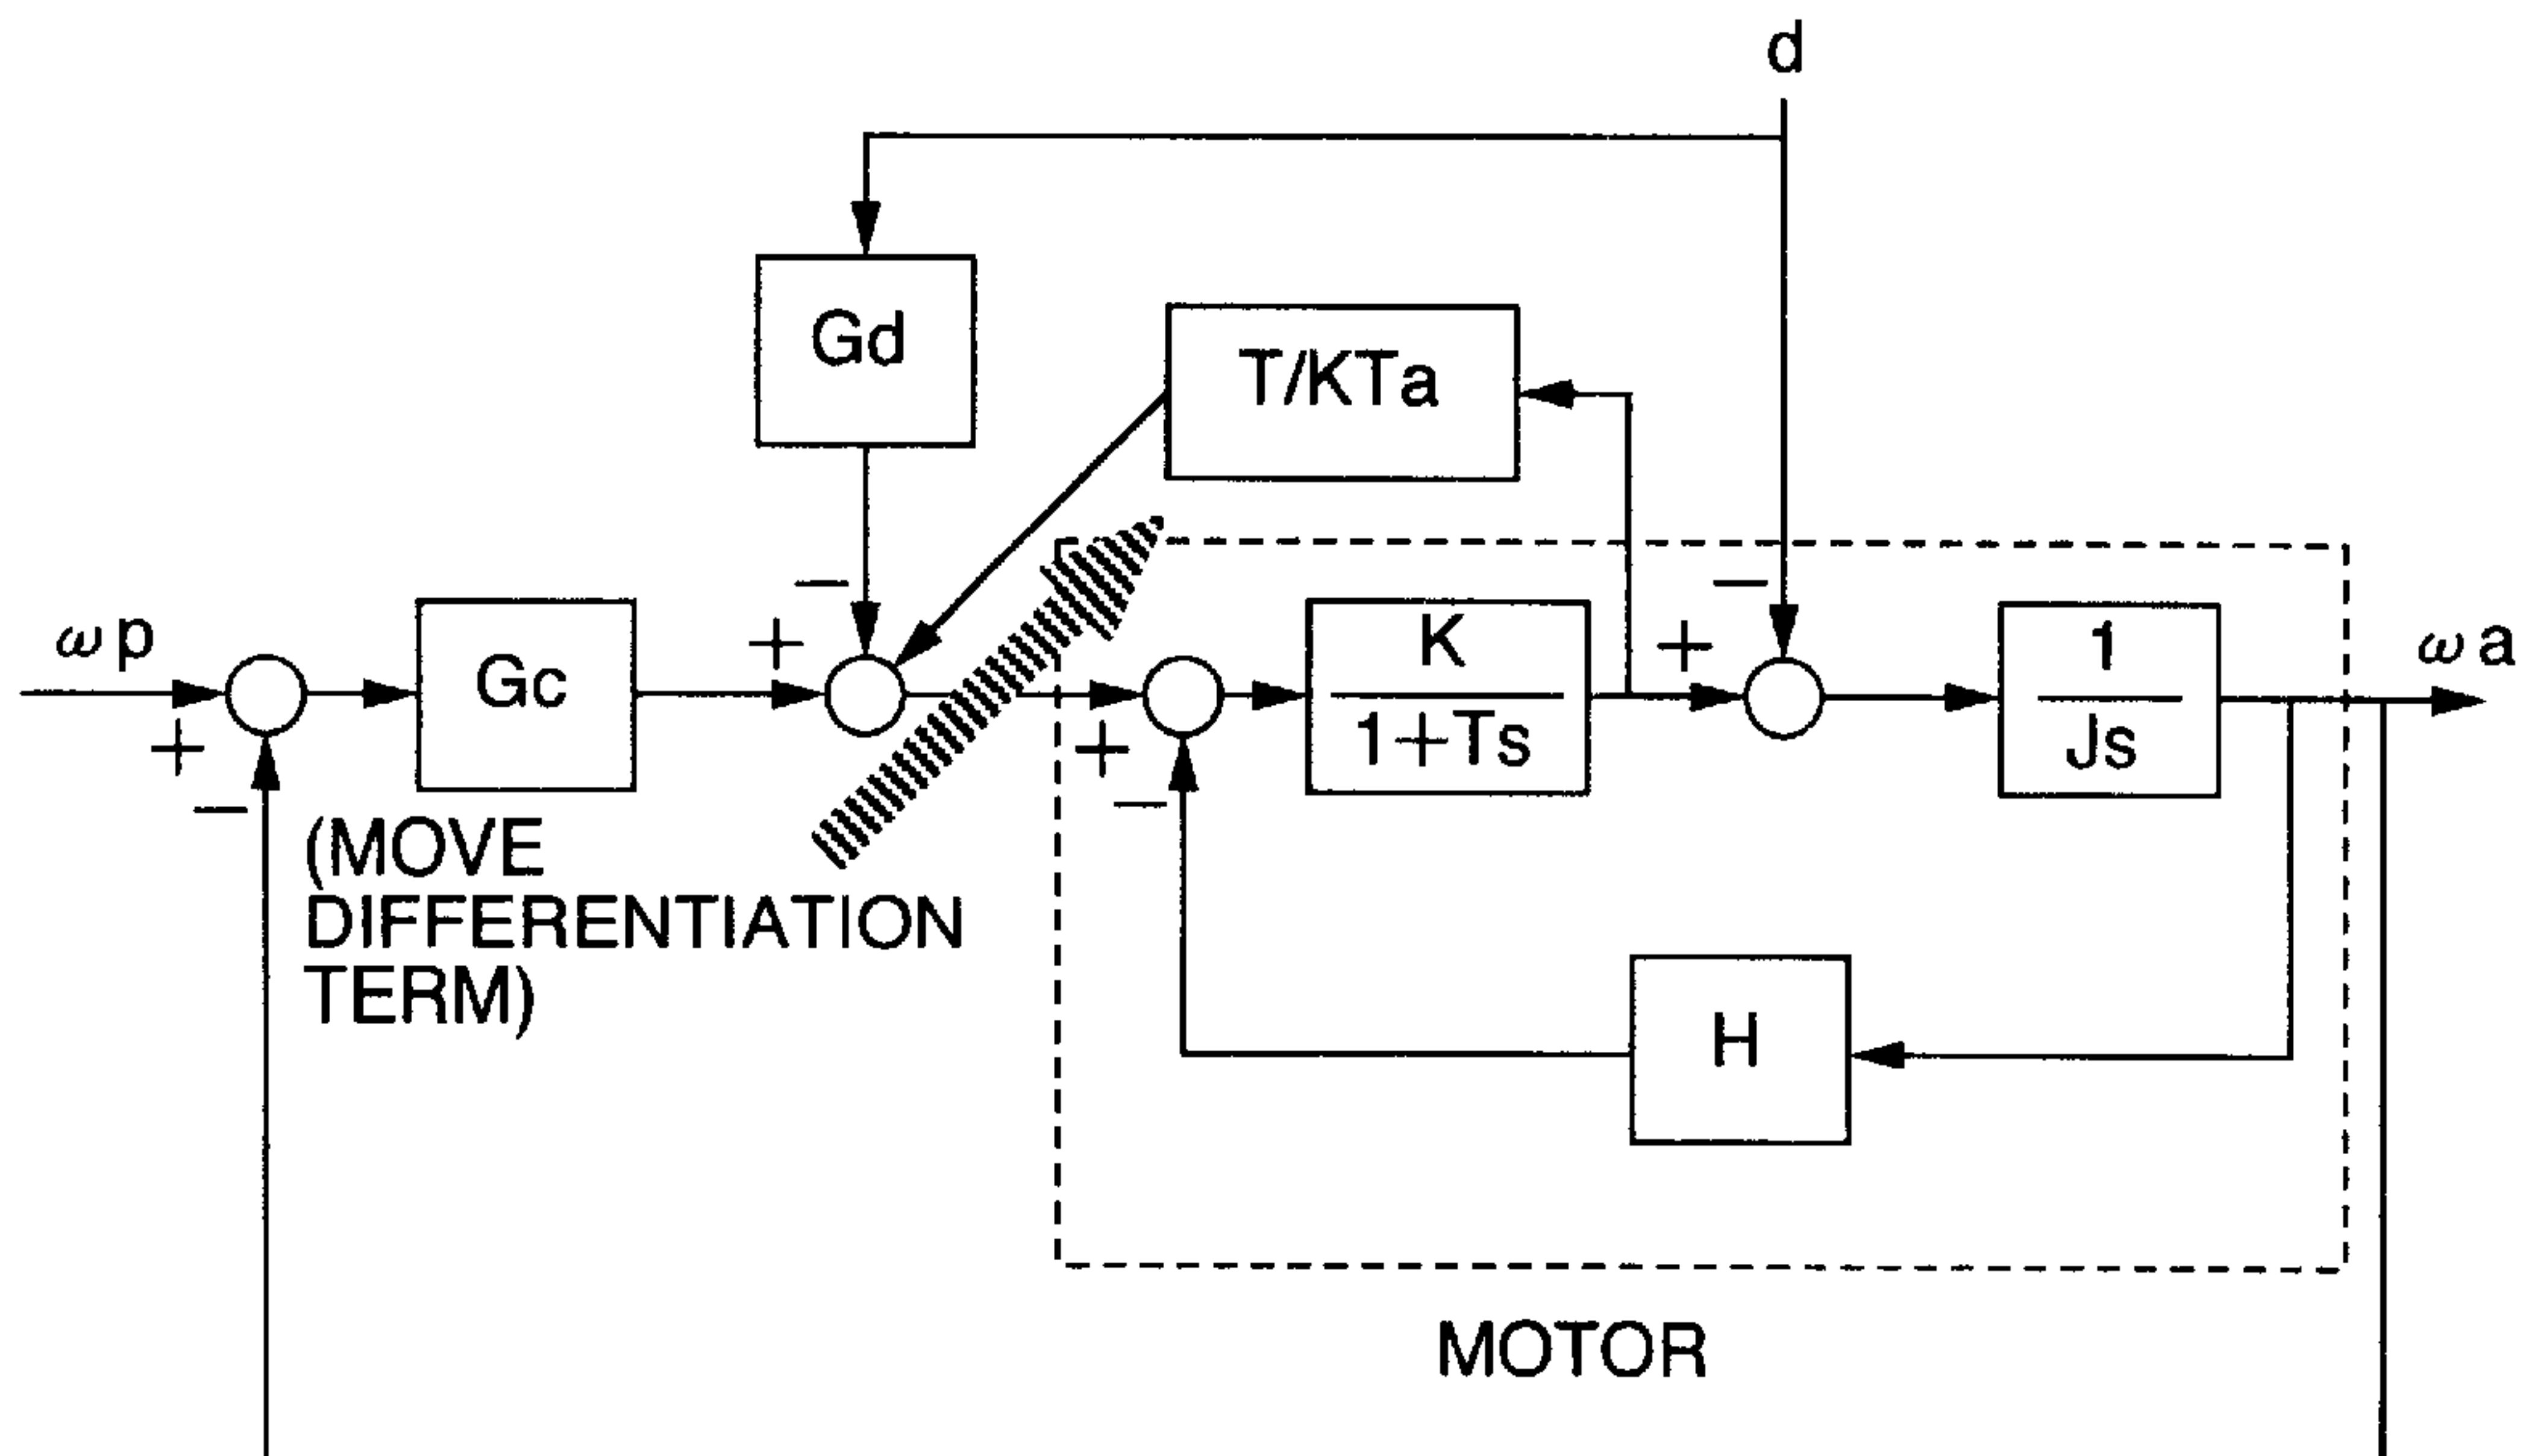 d
Gd
T/KTa
ωp
+
−
Gc
+
−
+
−
K
1+Ts
+
−
1
Js
ωa
(MOVE
DIFFERENTIATION
TERM)
H
MOTOR